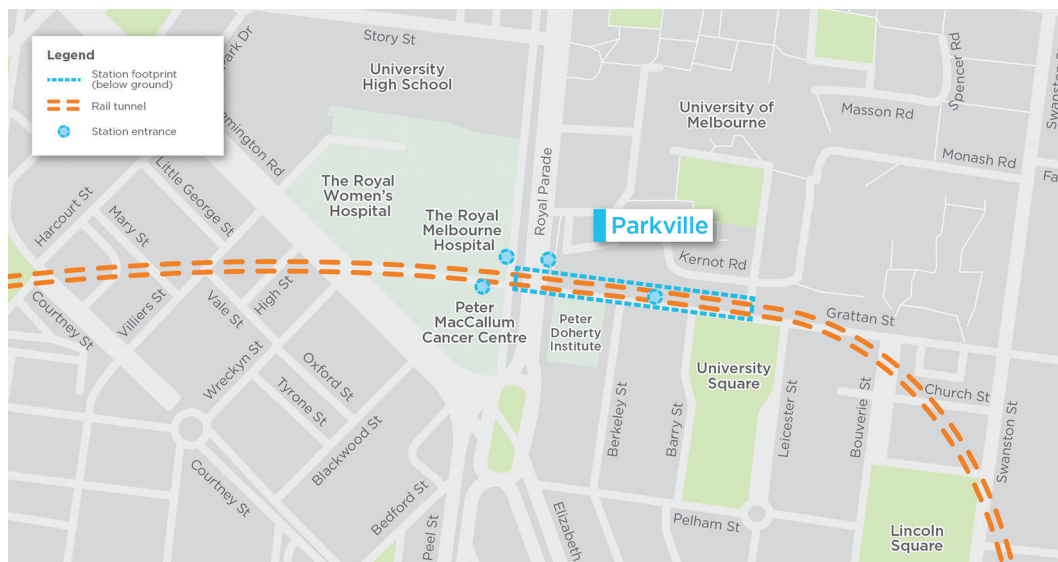 Legend
Station footprint
(below ground)
Rail tunnel
Station entrance
Story St
University
High School
University of
Melbourne
Masson Rd
Spencer Rd
Monash Rd
Little George St
Harcourt St
Mary St
The Royal
Women's
Hospital
The Royal
Melbourne
Hospital
Royal Parade
Parkville
Kernot Rd
Courtney St
Villiers St
Vale St
High St
Peter
MacCallum
Cancer Centre
Peter
Doherty
Institute
Grattan St
University
Square
Wreckyn St
Oxford St
Tyrone St
Church St
Berkeley St
Barry St
Leicester St
Bouverie St
Swanston St
Blackwood St
Courtney St
Bedford St
Peel St
Elizabeth
Pelham St
Lincoln
Square